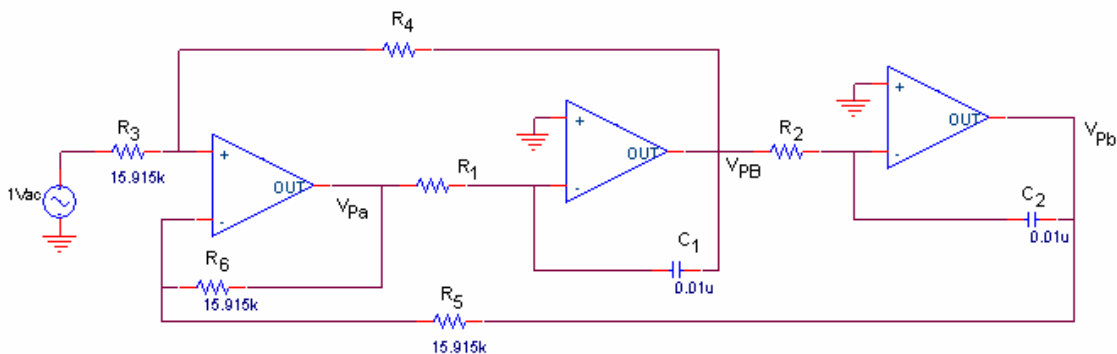 R4
R3
15.915k
1Vac
+
-
OUT
VPa
R6
15.915k
R1
+
-
OUT
VPB
C1
0.01u
R5
15.915k
R2
+
-
OUT
VPb
C2
0.01u